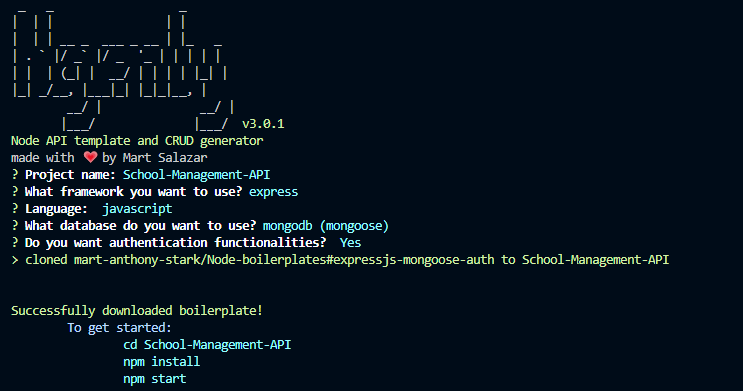 v3.0.1
Node API template and CRUD generator
made with ❤ by Mart Salazar
? Project name: School-Management-API
? What framework you want to use? express
? Language:  javascript
? What database do you want to use? mongodb (mongoose)
? Do you want authentication functionalities?  Yes
> cloned mart-anthony-stark/Node-boilerplates#expressjs-mongoose-auth to School-Management-API
Successfully downloaded boilerplate!
To get started:
cd School-Management-API
npm install
npm start